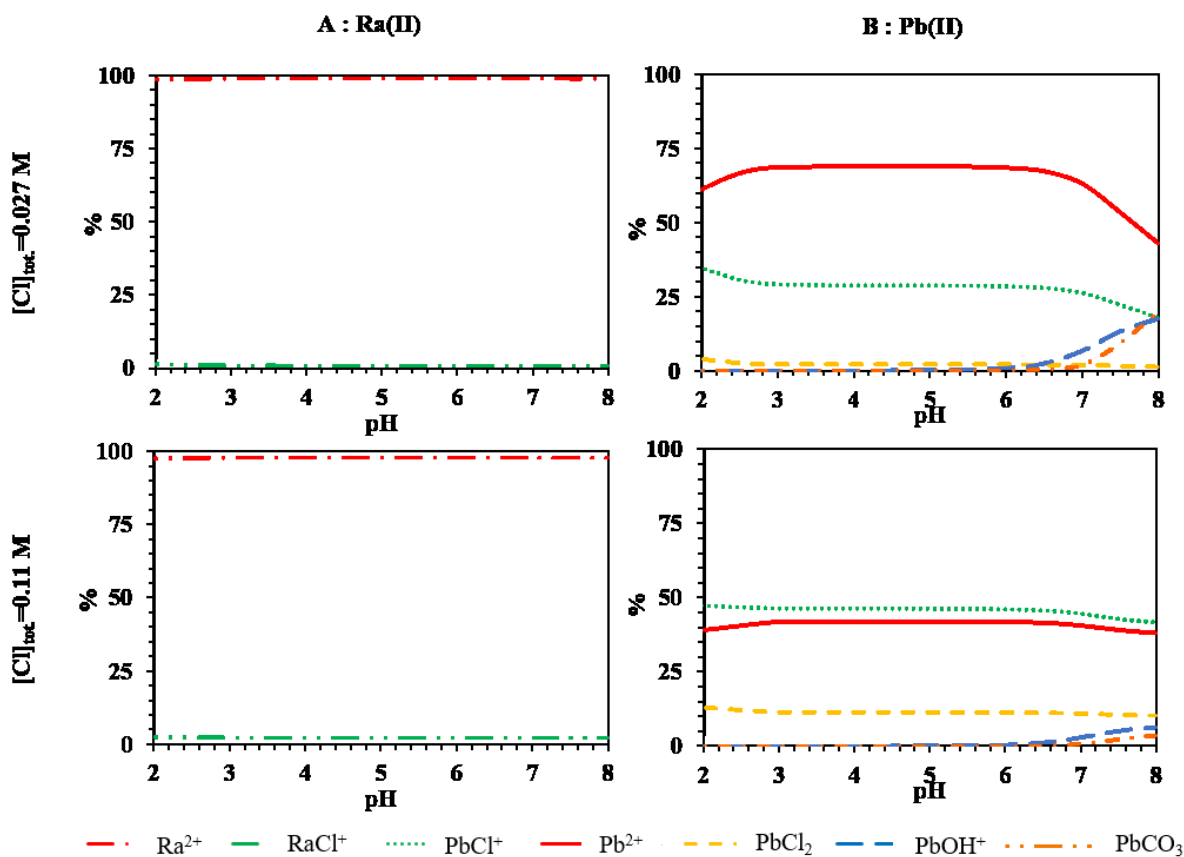 A : Ra(II)
B : Pb(II)
[Cl]tot.=0.027 M
%
100
75
50
25
0
2 3 4 5 6 7 8
pH
%
100
75
50
25
0
2 3 4 5 6 7 8
pH
[Cl]tot.=0.11 M
%
100
75
50
25
0
2 3 4 5 6 7 8
pH
%
100
75
50
25
0
2 3 4 5 6 7 8
pH
Ra²⁺ RaCl⁺ PbCl⁺ Pb²⁺ PbCl₂ PbOH⁺ PbCO₃